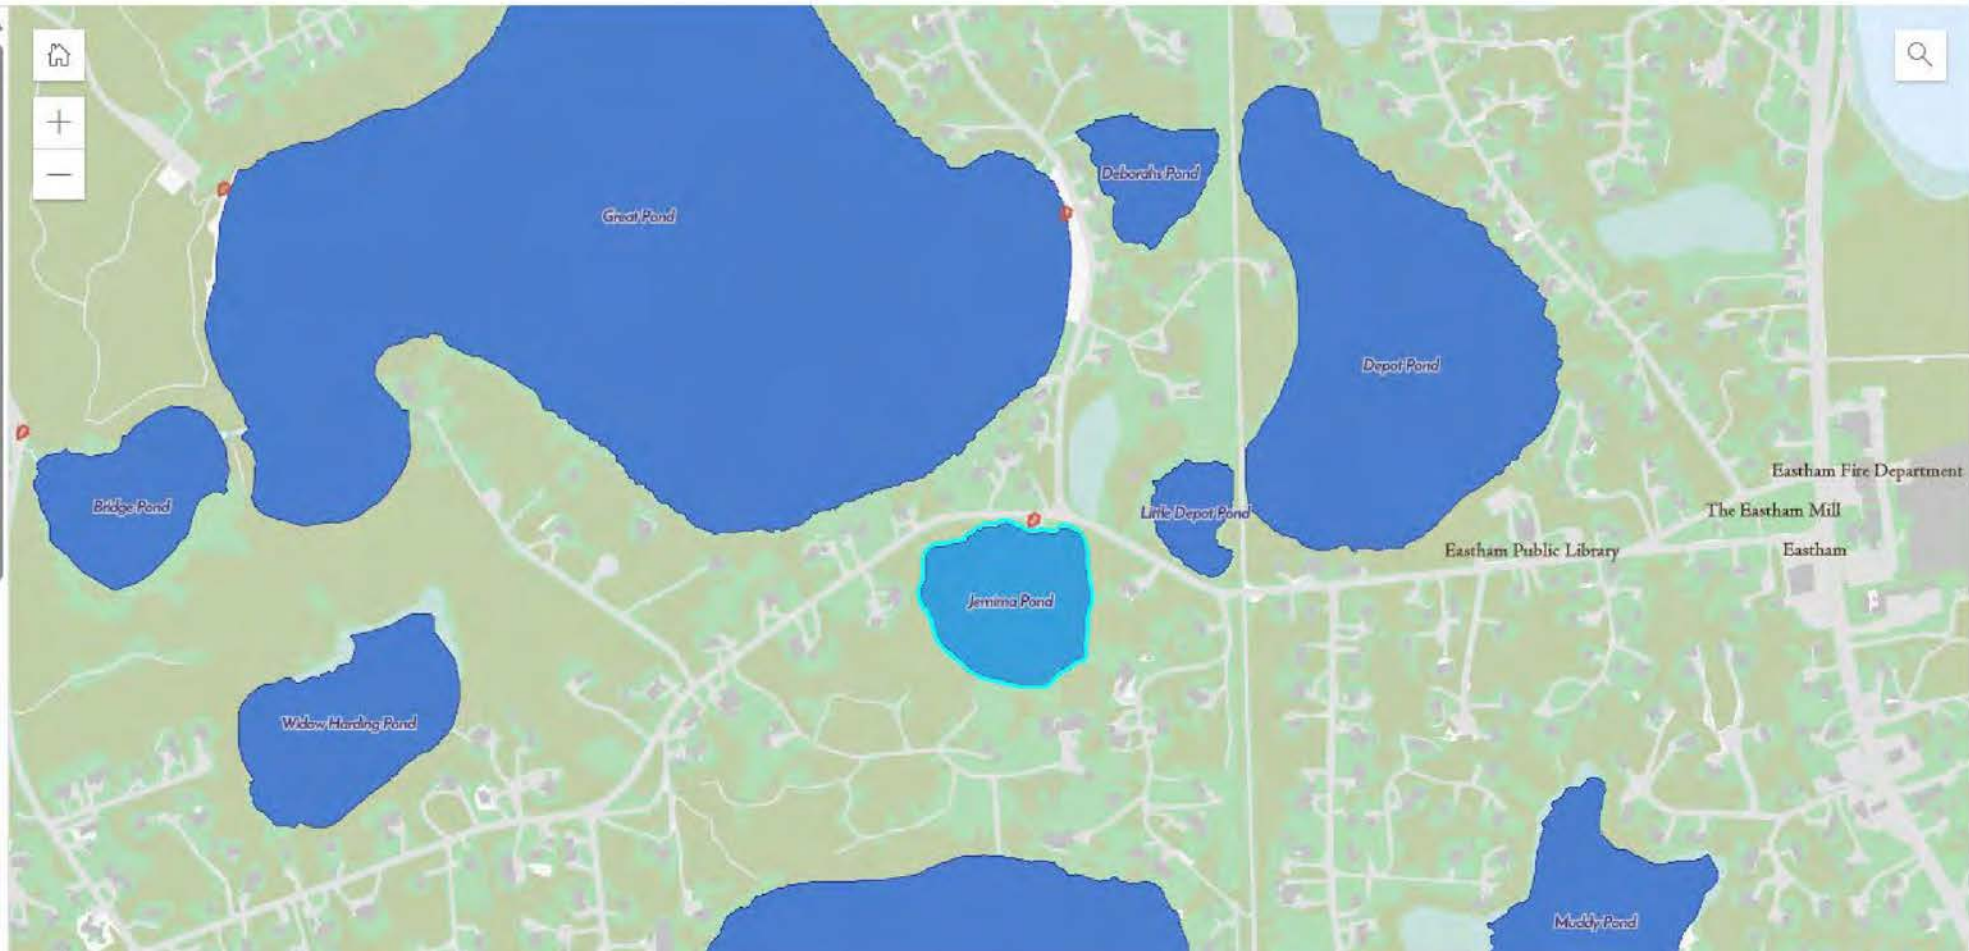 Deborahs Pond
Great Pond
Depot Pond
Eastham Fire Department
Bridge Pond
Little Depot Pond
The Eastham Mill
Eastham Public Library
Eastham
Jemima Pond
Widow Harding Pond
Muddy Pond